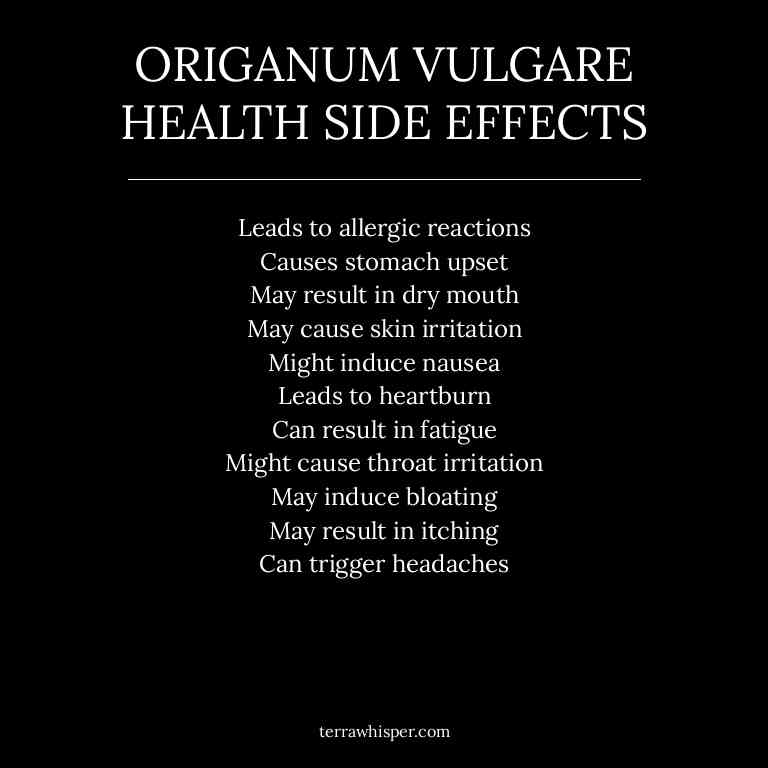 ORIGANUM VULGARE
HEALTH SIDE EFFECTS
Leads to allergic reactions
Causes stomach upset
May result in dry mouth
May cause skin irritation
Might induce nausea
Leads to heartburn
Can result in fatigue
Might cause throat irritation
May induce bloating
May result in itching
Can trigger headaches
terrawhisper.com